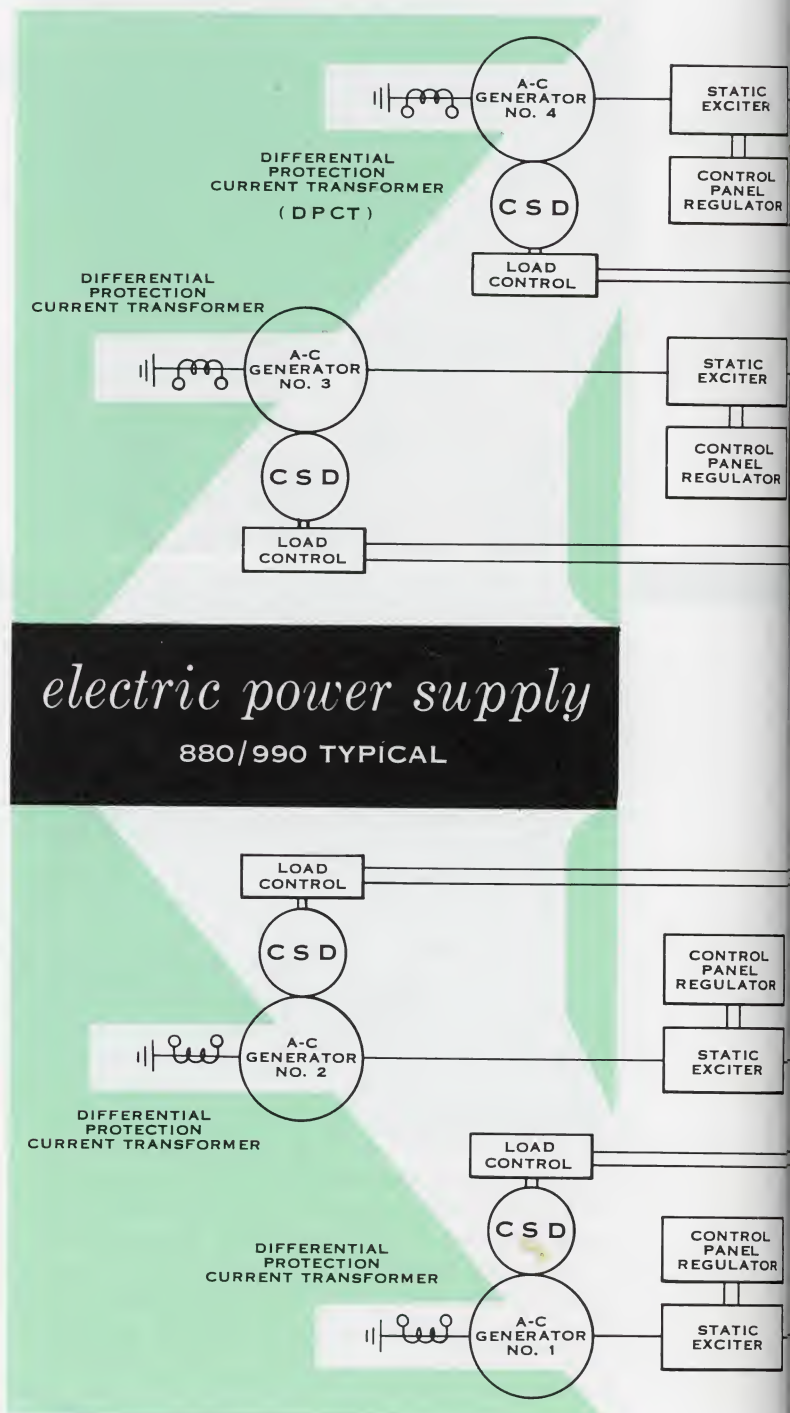 A-C
GENERATOR
NO. 4
STATIC
EXCITER
CONTROL
PANEL
REGULATOR
DIFFERENTIAL
PROTECTION
CURRENT TRANSFORMER
(DPCT)
CSD
LOAD
CONTROL
DIFFERENTIAL
PROTECTION
CURRENT TRANSFORMER
A-C
GENERATOR
NO. 3
STATIC
EXCITER
CONTROL
PANEL
REGULATOR
CSD
LOAD
CONTROL
electric power supply
880/990 TYPICAL
LOAD
CONTROL
CSD
CONTROL
PANEL
REGULATOR
A-C
GENERATOR
NO. 2
STATIC
EXCITER
DIFFERENTIAL
PROTECTION
CURRENT TRANSFORMER
LOAD
CONTROL
CSD
CONTROL
PANEL
REGULATOR
DIFFERENTIAL
PROTECTION
CURRENT TRANSFORMER
A-C
GENERATOR
NO. 1
STATIC
EXCITER